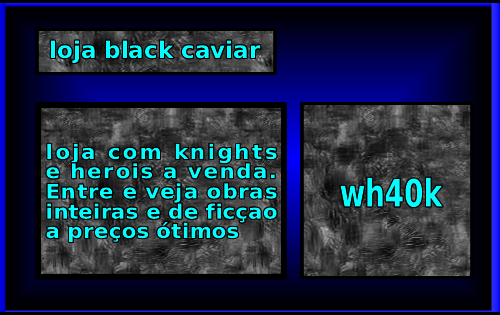 loja black caviar
loja com knights
e herois a venda.
Entre e veja obras
inteiras e de ficçao
a preços ótimos
wh40k